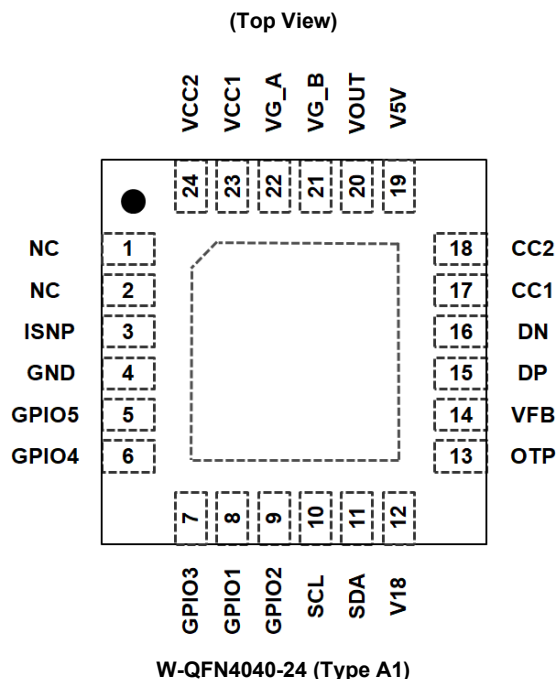 (Top View)
VCC2 VCC1 VG_A VG_B VOUT V5V
24 23 22 21 20 19
NC 1 18 CC2
NC 2 17 CC1
ISNP 3 16 DN
GND 4 15 DP
GPIO5 5 14 VFB
GPIO4 6 13 OTP
7 8 9 10 11 12
GPIO3 GPIO1 GPIO2 SCL SDA V18
W-QFN4040-24 (Type A1)